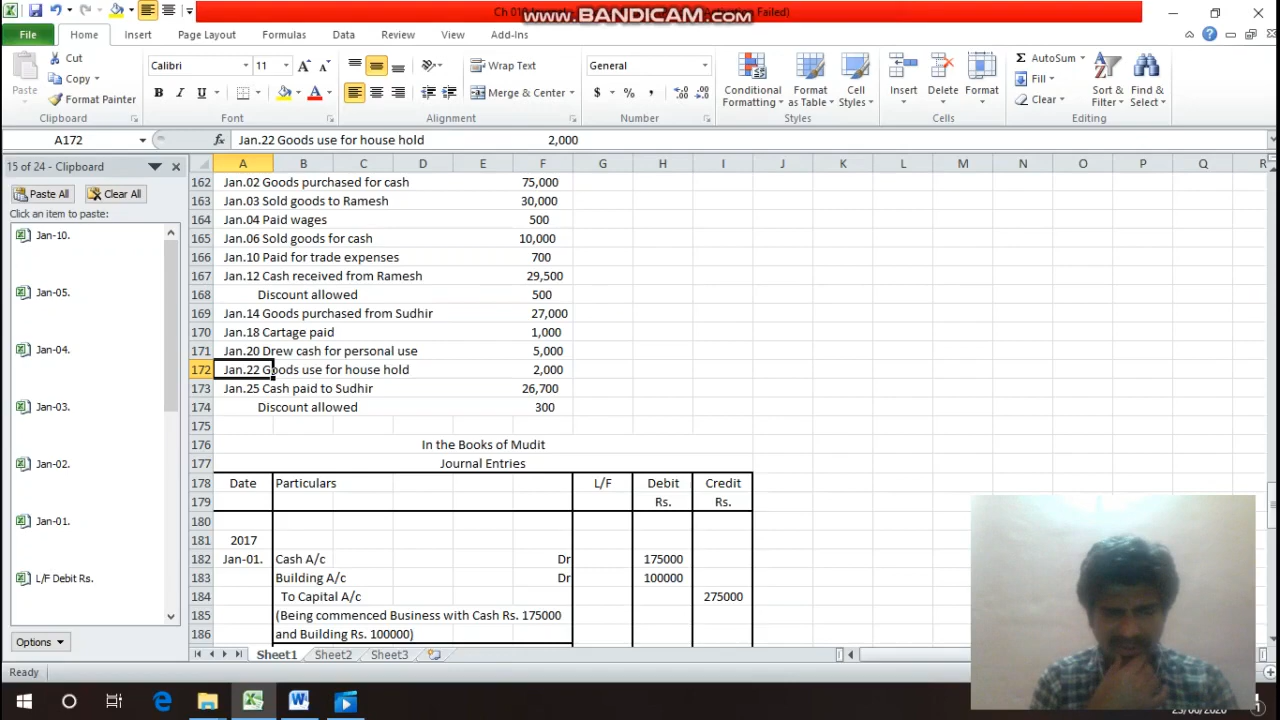 www.BANDICAM.com
File Home Insert Page Layout Formulas Data Review View Add-Ins
Paste Cut
Copy
Format Painter
Calibri 11
B I U A
Wrap Text
Merge & Center
General
$ % ,
Conditional Formatting
Format as Table
Cell Styles
Insert Delete Format
AutoSum
Fill
Clear
Sort & Filter
Find & Select
Clipboard Font Alignment Number Styles Cells Editing
A172 fx Jan.22 Goods use for house hold 2,000
15 of 24 - Clipboard
Paste All Clear All
Click an item to paste:
Jan-10.
Jan-05.
Jan-04.
Jan-03.
Jan-02.
Jan-01.
L/F Debit Rs.
Options
A B C D E F G H I J K L M N O P Q R
162 Jan.02 Goods purchased for cash 75,000
163 Jan.03 Sold goods to Ramesh 30,000
164 Jan.04 Paid wages 500
165 Jan.06 Sold goods for cash 10,000
166 Jan.10 Paid for trade expenses 700
167 Jan.12 Cash received from Ramesh 29,500
168 Discount allowed 500
169 Jan.14 Goods purchased from Sudhir 27,000
170 Jan.18 Cartage paid 1,000
171 Jan.20 Drew cash for personal use 5,000
172 Jan.22 Goods use for house hold 2,000
173 Jan.25 Cash paid to Sudhir 26,700
174 Discount allowed 300
175
176 In the Books of Mudit
177 Journal Entries
178 Date Particulars L/F Debit Credit
179 Rs. Rs.
180
181 2017
182 Jan-01. Cash A/c Dr 175000
183 Building A/c Dr 100000
184 To Capital A/c 275000
185 (Being commenced Business with Cash Rs. 175000
186 and Building Rs. 100000)
Sheet1 Sheet2 Sheet3
Ready